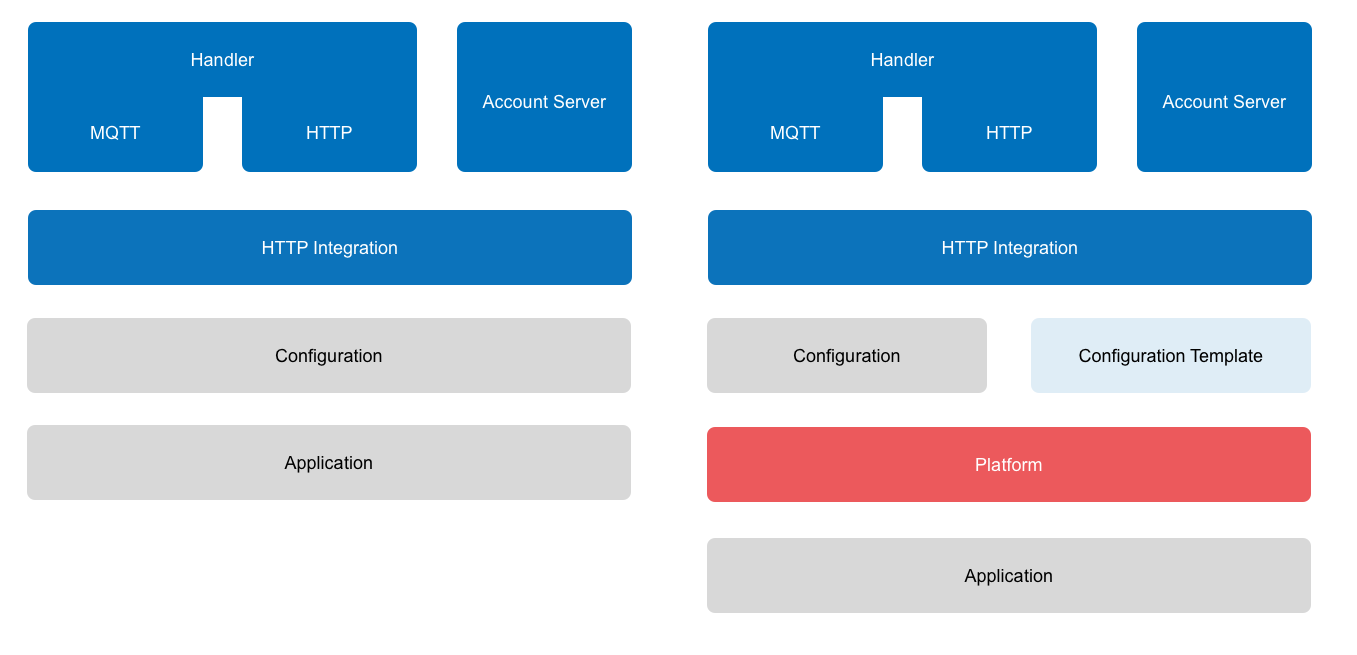 Handler
MQTT
HTTP
Account Server
HTTP Integration
Configuration
Application
Handler
MQTT
HTTP
Account Server
HTTP Integration
Configuration
Configuration Template
Platform
Application